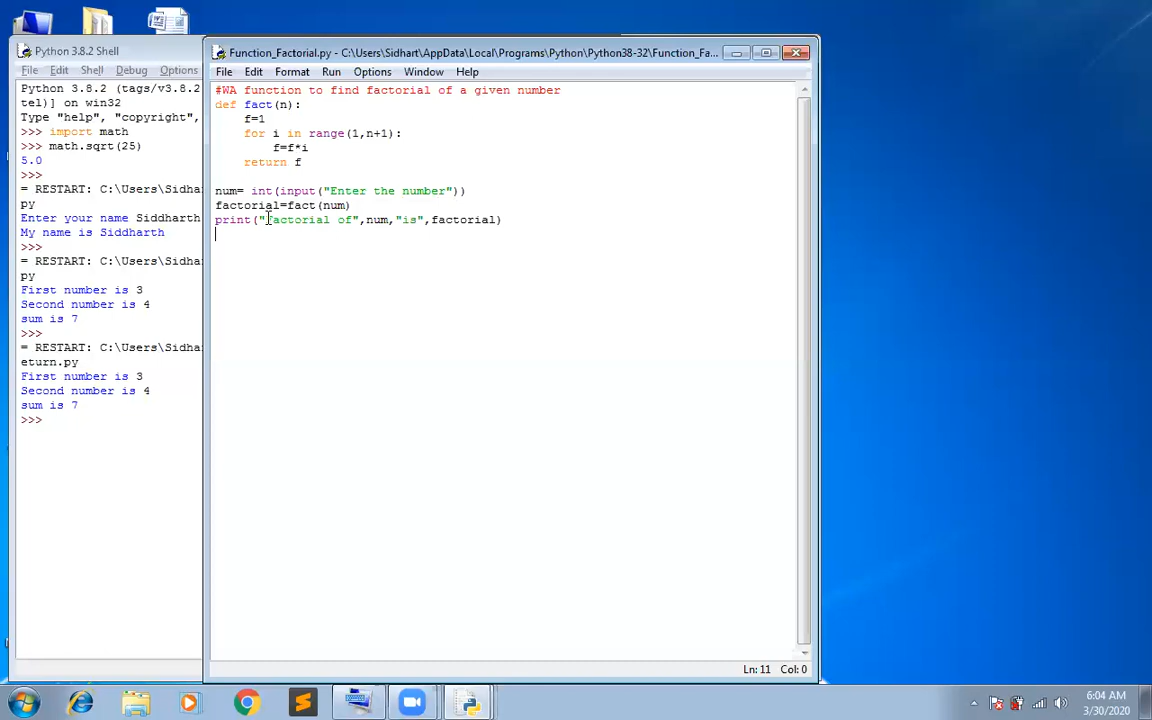 Python 3.8.2 Shell
File Edit Shell Debug Options
Python 3.8.2 (tags/v3.8.2
tel)] on win32
Type "help", "copyright",
>>> import math
>>> math.sqrt(25)
5.0
>>>
= RESTART: C:\Users\Sidhar
py
Enter your name Siddharth
My name is Siddharth
>>>
= RESTART: C:\Users\Sidhar
py
First number is 3
Second number is 4
sum is 7
>>>
= RESTART: C:\Users\Sidha
eturn.py
First number is 3
Second number is 4
sum is 7
>>>
Function_Factorial.py - C:\Users\Sidhart\AppData\Local\Programs\Python\Python38-32\Function_Fa...
File Edit Format Run Options Window Help
#WA function to find factorial of a given number
def fact(n):
    f=1
    for i in range(1,n+1):
        f=f*i
    return f
num= int(input("Enter the number"))
factorial=fact(num)
print("factorial of",num,"is",factorial)
Ln: 11 Col: 0
6:04 AM
3/30/2020